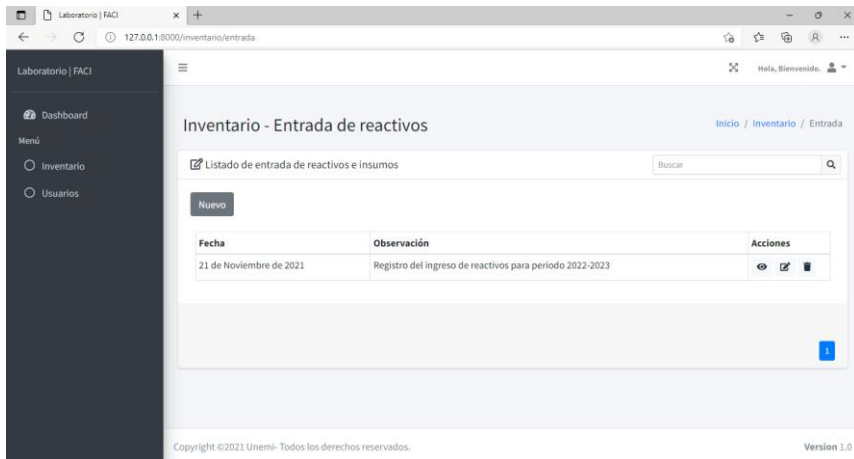 Laboratorio | FACI
127.0.0.1:8000/inventario/entrada
Laboratorio | FACI
Hola, Bienvenido.
Dashboard
Menú
Inventario
Usuarios
Inventario - Entrada de reactivos
Inicio / Inventario / Entrada
Listado de entrada de reactivos e insumos
Buscar
Nuevo
Fecha Observación Acciones
21 de Noviembre de 2021 Registro del ingreso de reactivos para periodo 2022-2023
1
Copyright ©2021 Unemi- Todos los derechos reservados.
Version 1.0